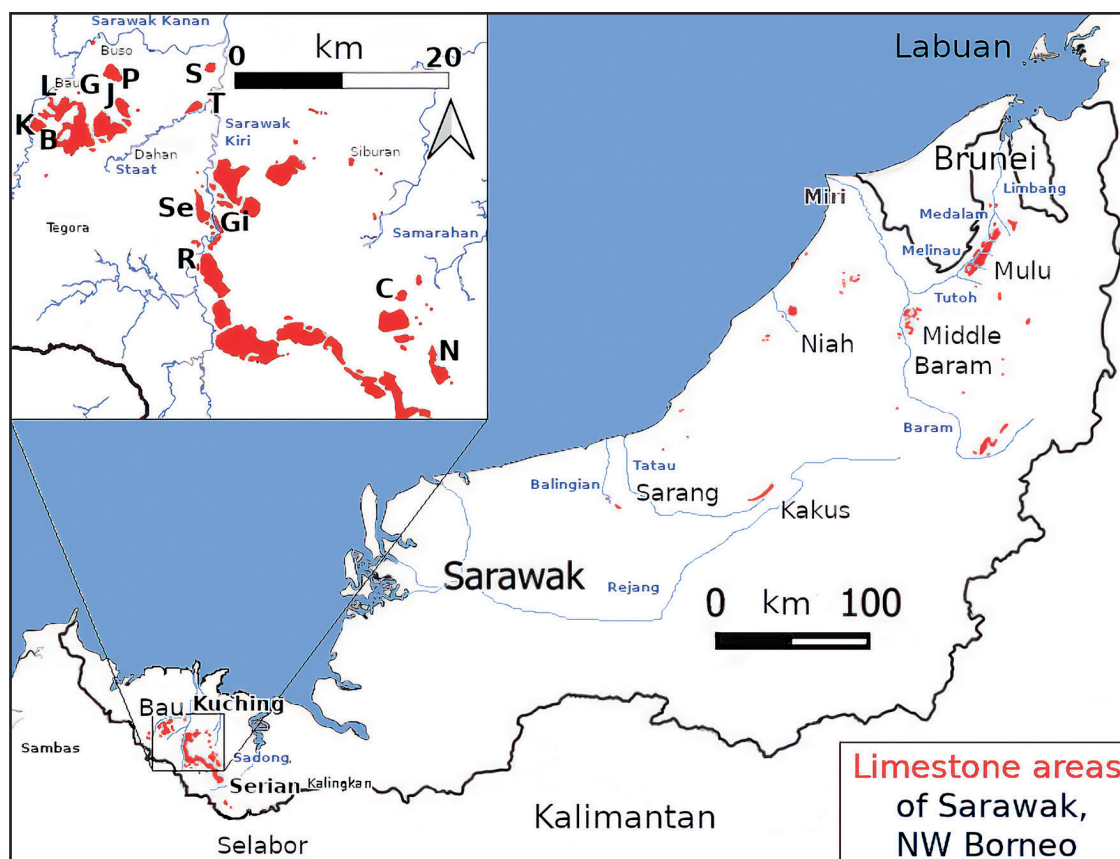 Sarawak Kanan
Buso
0 km 20
L Bau G P
J
S
T
K
B
Sarawak
Kiri
Dahan
Staat
Siburan
Se
Gi
Tegora
Samarahan
R
C
N
Labuan
Brunei
Limbang
Miri
Medalam
Melinau
Mulu
Tutoh
Niah
Middle
Baram
Baram
Tatau
Balingian
Sarang
Kakus
Sarawak
Rejang
0 km 100
Bau
Kuching
Sambas
Sadong
Serian
Kalingkan
Selabor
Kalimantan
Limestone areas
of Sarawak,
NW Borneo